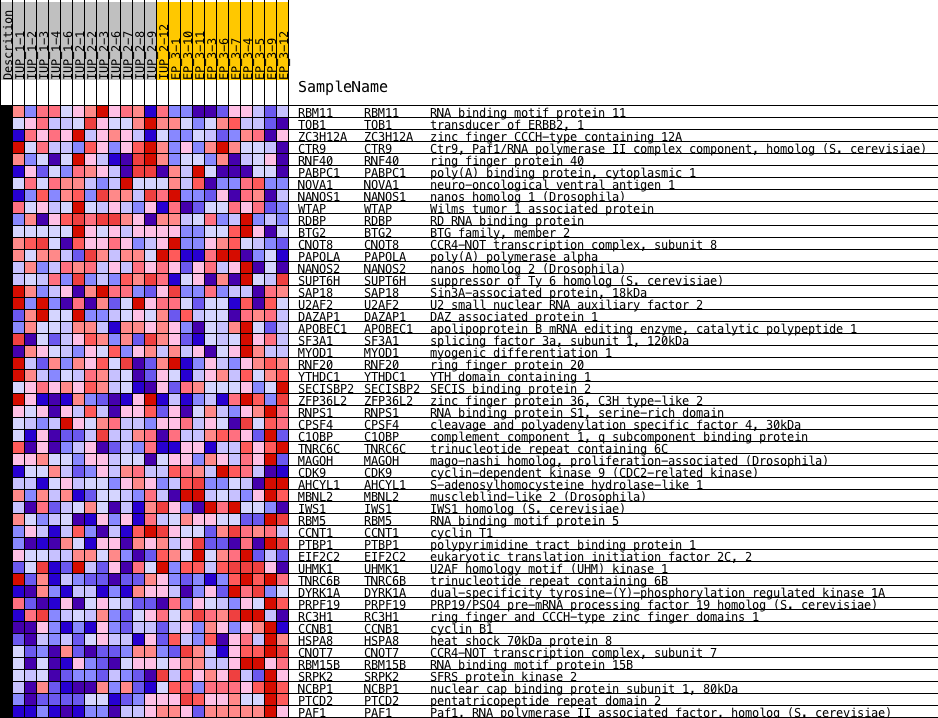 Descrition
IUP_1-1
IUP_1-2
IUP_1-3
IUP_1-4
IUP_1-6
IUP_2-1
IUP_2-2
IUP_2-3
IUP_2-6
IUP_2-7
IUP_2-8
IUP_2-9
IUP_2-12
EP_3-1
EP_3-10
EP_3-11
EP_3-3
EP_3-6
EP_3-7
EP_3-4
EP_3-5
EP_3-9
EP_3-12
SampleName
RBM11 RBM11 RNA binding motif protein 11
TOB1 TOB1 transducer of ERBB2, 1
ZC3H12A ZC3H12A zinc finger CCCH-type containing 12A
CTR9 CTR9 Ctr9, Paf1/RNA polymerase II complex component, homolog (S. cerevisiae)
RNF40 RNF40 ring finger protein 40
PABPC1 PABPC1 poly(A) binding protein, cytoplasmic 1
NOVA1 NOVA1 neuro-oncological ventral antigen 1
NANOS1 NANOS1 nanos homolog 1 (Drosophila)
WTAP WTAP Wilms tumor 1 associated protein
RDBP RDBP RD RNA binding protein
BTG2 BTG2 BTG family, member 2
CNOT8 CNOT8 CCR4-NOT transcription complex, subunit 8
PAPOLA PAPOLA poly(A) polymerase alpha
NANOS2 NANOS2 nanos homolog 2 (Drosophila)
SUPT6H SUPT6H suppressor of Ty 6 homolog (S. cerevisiae)
SAP18 SAP18 Sin3A-associated protein, 18kDa
U2AF2 U2AF2 U2 small nuclear RNA auxiliary factor 2
DAZAP1 DAZAP1 DAZ associated protein 1
APOBEC1 APOBEC1 apolipoprotein B mRNA editing enzyme, catalytic polypeptide 1
SF3A1 SF3A1 splicing factor 3a, subunit 1, 120kDa
MYOD1 MYOD1 myogenic differentiation 1
RNF20 RNF20 ring finger protein 20
YTHDC1 YTHDC1 YTH domain containing 1
SECISBP2 SECISBP2 SECIS binding protein 2
ZFP36L2 ZFP36L2 zinc finger protein 36, C3H type-like 2
RNPS1 RNPS1 RNA binding protein S1, serine-rich domain
CPSF4 CPSF4 cleavage and polyadenylation specific factor 4, 30kDa
C1QBP C1QBP complement component 1, q subcomponent binding protein
TNRC6C TNRC6C trinucleotide repeat containing 6C
MAGOH MAGOH mago-nashi homolog, proliferation-associated (Drosophila)
CDK9 CDK9 cyclin-dependent kinase 9 (CDC2-related kinase)
AHCYL1 AHCYL1 S-adenosylhomocysteine hydrolase-like 1
MBNL2 MBNL2 muscleblind-like 2 (Drosophila)
IWS1 IWS1 IWS1 homolog (S. cerevisiae)
RBM5 RBM5 RNA binding motif protein 5
CCNT1 CCNT1 cyclin T1
PTBP1 PTBP1 polypyrimidine tract binding protein 1
EIF2C2 EIF2C2 eukaryotic translation initiation factor 2C, 2
UHMK1 UHMK1 U2AF homology motif (UHM) kinase 1
TNRC6B TNRC6B trinucleotide repeat containing 6B
DYRK1A DYRK1A dual-specificity tyrosine-(Y)-phosphorylation regulated kinase 1A
PRPF19 PRPF19 PRP19/PSO4 pre-mRNA processing factor 19 homolog (S. cerevisiae)
RC3H1 RC3H1 ring finger and CCCH-type zinc finger domains 1
CCNB1 CCNB1 cyclin B1
HSPA8 HSPA8 heat shock 70kDa protein 8
CNOT7 CNOT7 CCR4-NOT transcription complex, subunit 7
RBM15B RBM15B RNA binding motif protein 15B
SRPK2 SRPK2 SFRS protein kinase 2
NCBP1 NCBP1 nuclear cap binding protein subunit 1, 80kDa
PTCD2 PTCD2 pentatricopeptide repeat domain 2
PAF1 PAF1 Paf1, RNA polymerase II associated factor, homolog (S. cerevisiae)